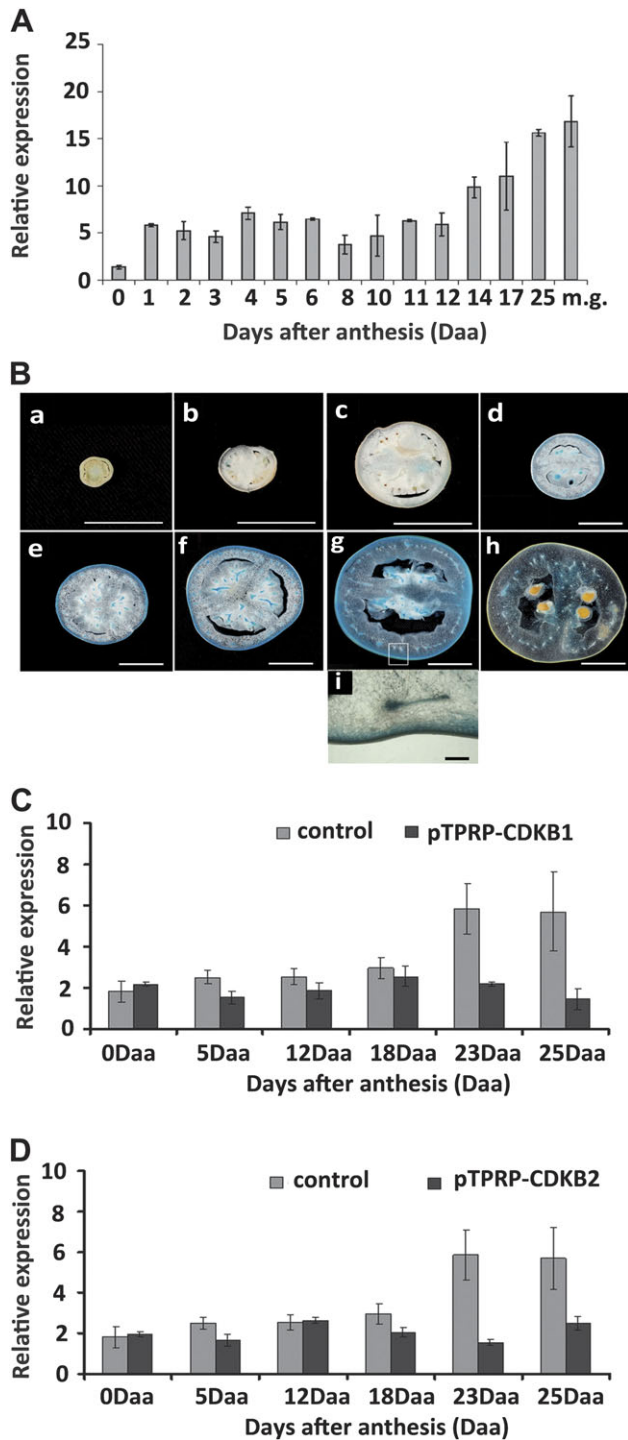 A
Relative expression
25
20
15
10
5
0
0 1 2 3 4 5 6 8 10 11 12 14 17 25 m.g.
Days after anthesis (Daa)
B
a b c d
e f g h
i
C
Relative expression
10
8
6
4
2
0
control pTPRP-CDKB1
0Daa 5Daa 12Daa 18Daa 23Daa 25Daa
Days after anthesis (Daa)
D
Relative expression
10
8
6
4
2
0
control pTPRP-CDKB2
0Daa 5Daa 12Daa 18Daa 23Daa 25Daa
Days after anthesis (Daa)